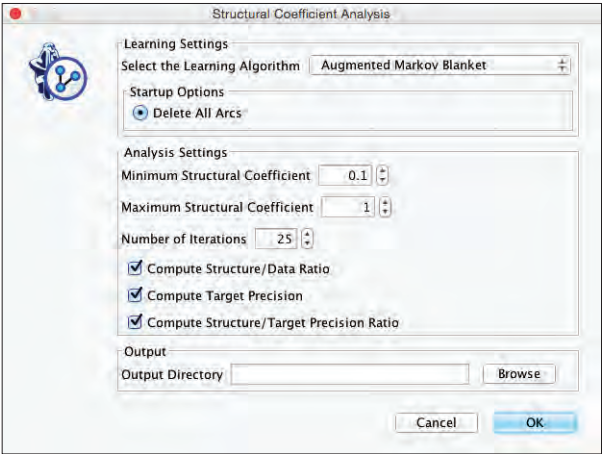 Structural Coefficient Analysis
Learning Settings
Select the Learning Algorithm Augmented Markov Blanket
Startup Options
Delete All Arcs
Analysis Settings
Minimum Structural Coefficient 0.1
Maximum Structural Coefficient 1
Number of Iterations 25
Compute Structure/Data Ratio
Compute Target Precision
Compute Structure/Target Precision Ratio
Output
Output Directory Browse
Cancel OK